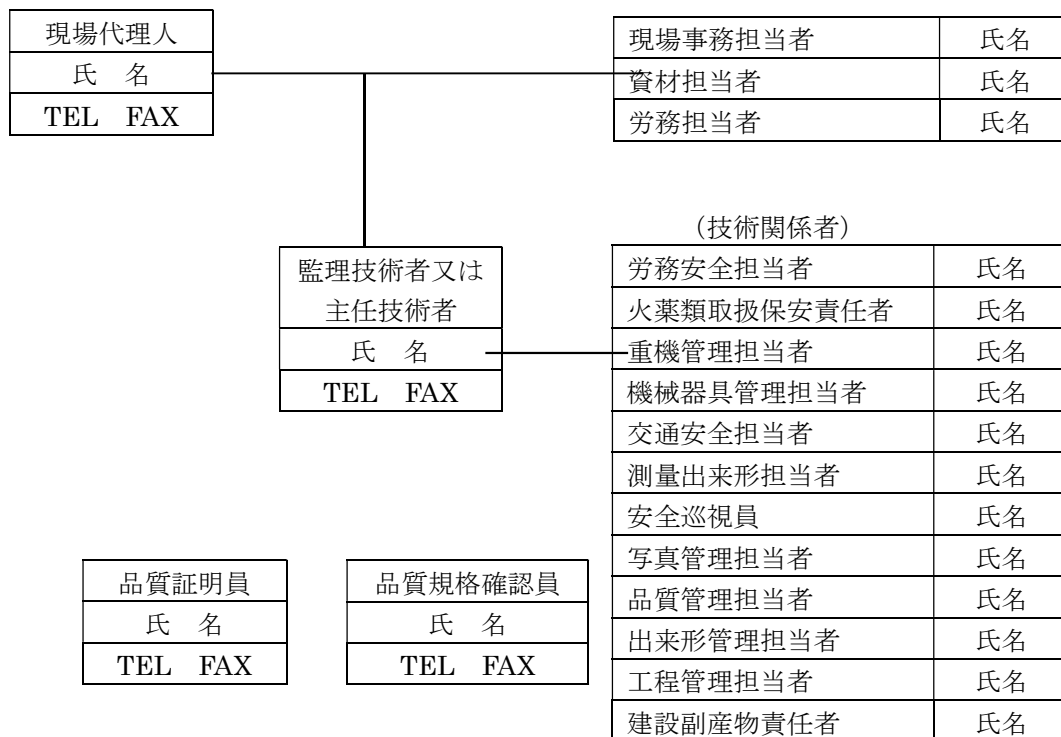 現場代理人
氏 名
TEL FAX
現場事務担当者 氏名
資材担当者 氏名
労務担当者 氏名
監理技術者又は
主任技術者
氏 名
TEL FAX
(技術関係者)
労務安全担当者 氏名
火薬類取扱保安責任者 氏名
重機管理担当者 氏名
機械器具管理担当者 氏名
交通安全担当者 氏名
測量出来形担当者 氏名
安全巡視員 氏名
写真管理担当者 氏名
品質管理担当者 氏名
出来形管理担当者 氏名
工程管理担当者 氏名
建設副産物責任者 氏名
品質証明員
氏 名
TEL FAX
品質規格確認員
氏 名
TEL FAX